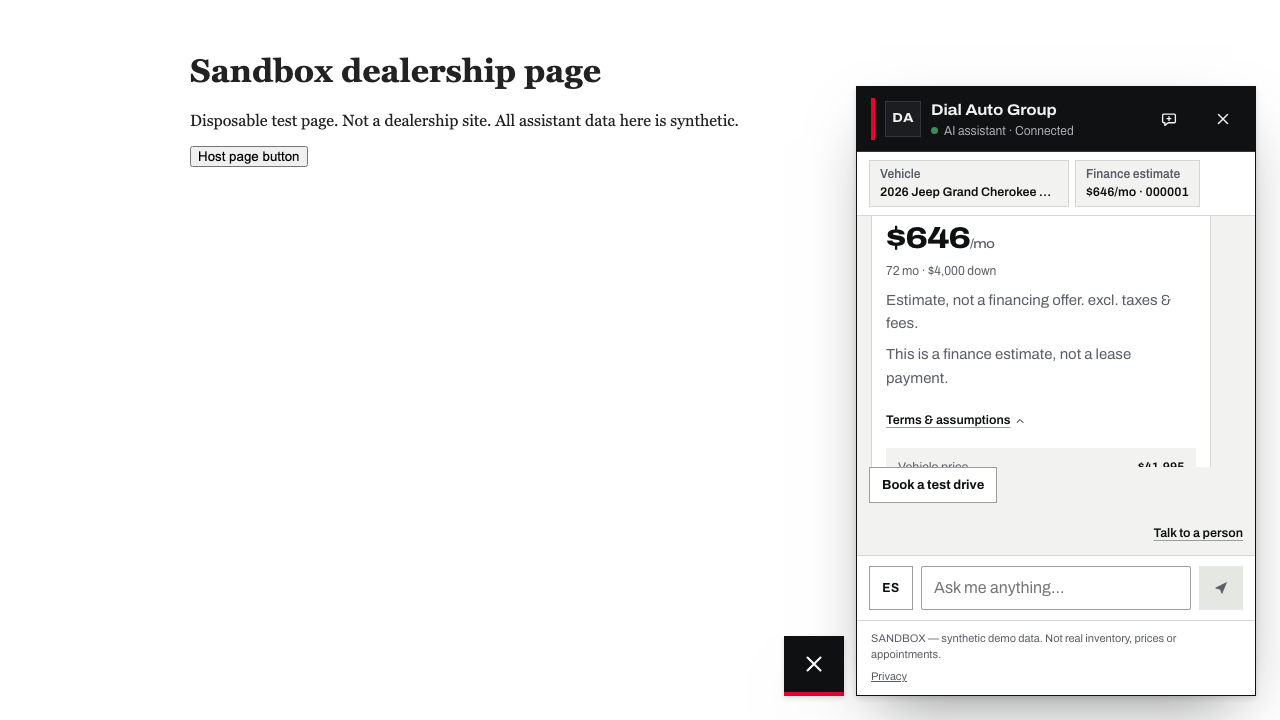 Sandbox dealership page
Disposable test page. Not a dealership site. All assistant data here is synthetic.
Host page button
DA
Dial Auto Group
AI assistant · Connected
Vehicle
2026 Jeep Grand Cherokee ...
Finance estimate
$646/mo · 000001
$646/mo
72 mo · $4,000 down
Estimate, not a financing offer. excl. taxes &
fees.
This is a finance estimate, not a lease
payment.
Terms & assumptions
Vehicle price $41,995
Book a test drive
Talk to a person
ES
Ask me anything...
SANDBOX — synthetic demo data. Not real inventory, prices or
appointments.
Privacy